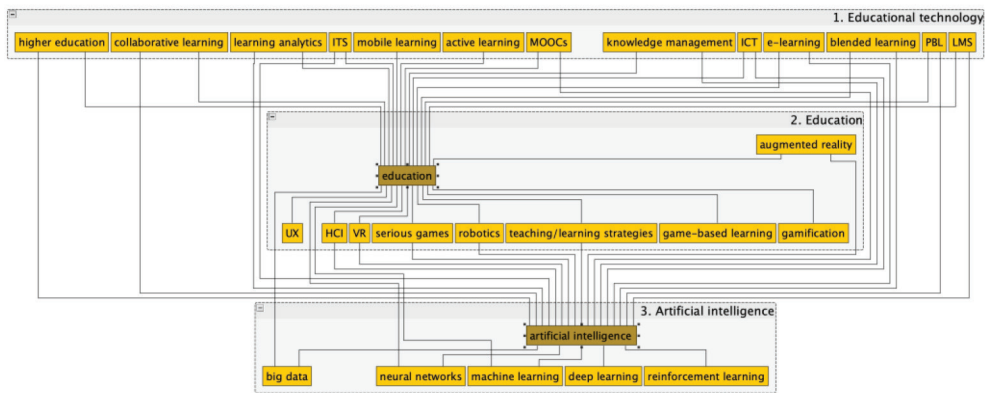 1. Educational technology
higher education collaborative learning learning analytics ITS mobile learning active learning MOOCs knowledge management ICT e-learning blended learning PBL LMS
2. Education
augmented reality
education
UX HCI VR serious games robotics teaching/learning strategies game-based learning gamification
3. Artificial intelligence
artificial intelligence
big data neural networks machine learning deep learning reinforcement learning